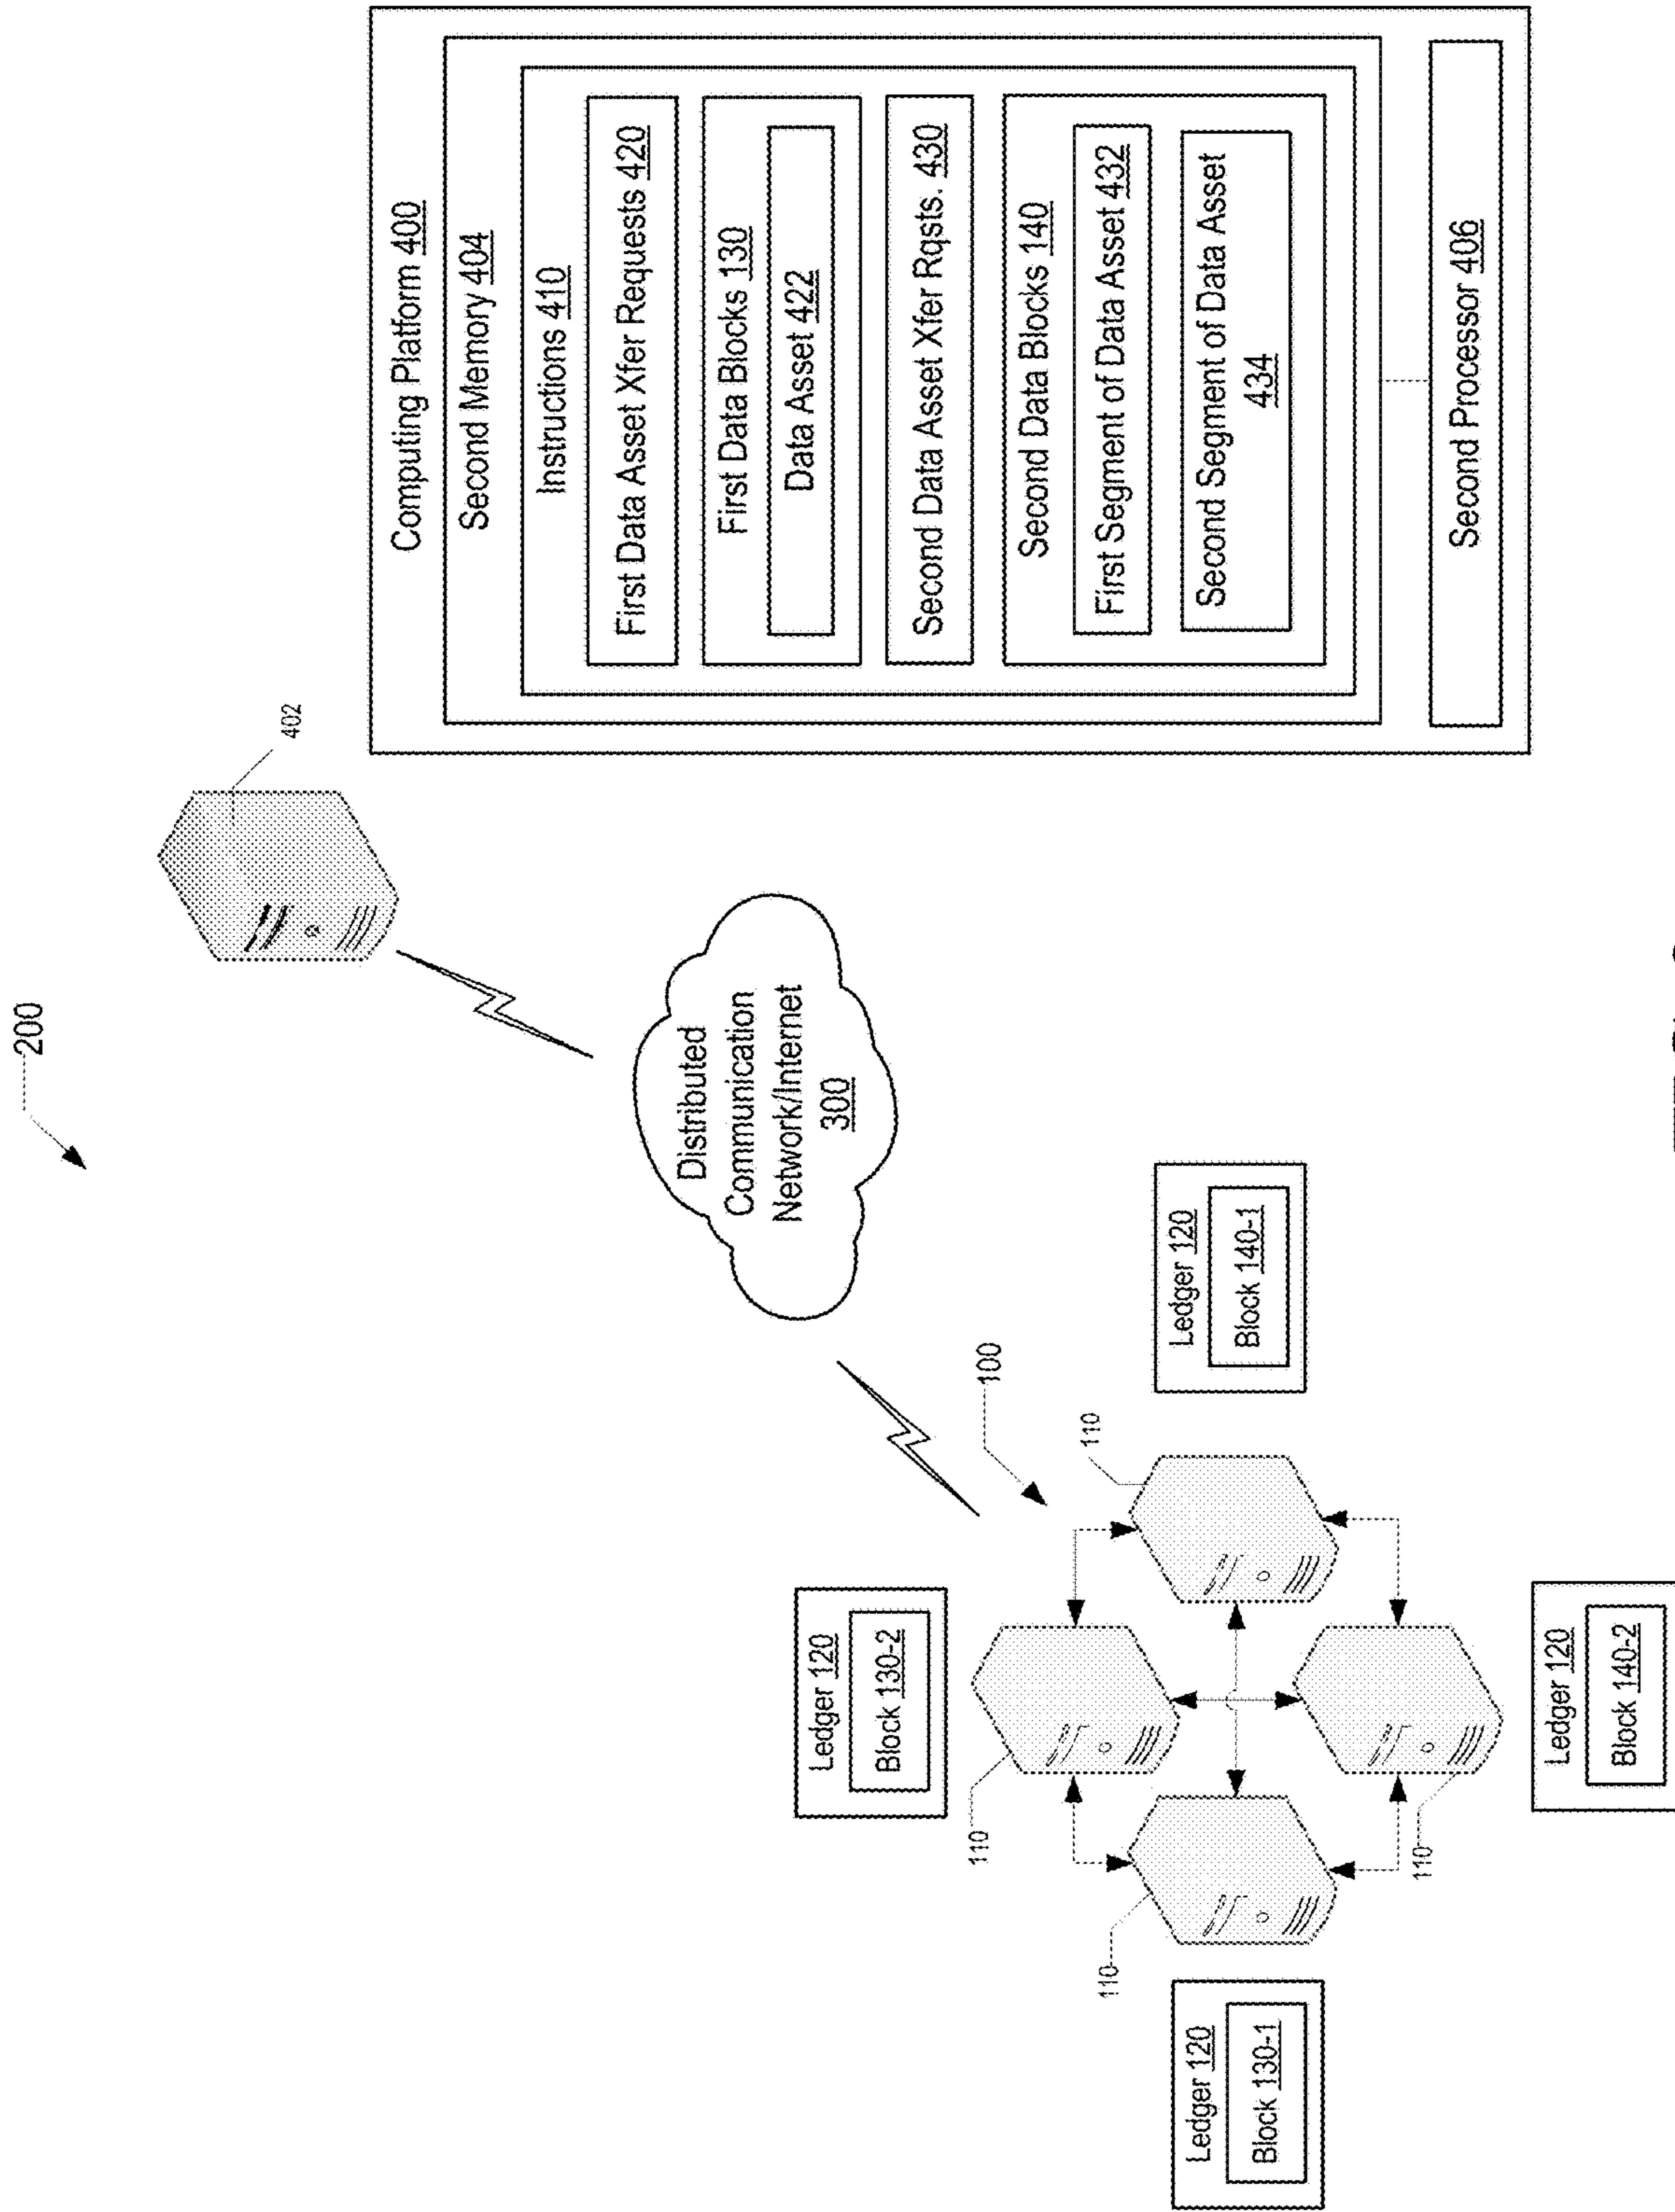 200
402
Computing Platform 400
Second Memory 404
Instructions 410
First Data Asset Xfer Requests 420
First Data Blocks 130
Data Asset 422
Second Data Asset Xfer Rqsts. 430
Second Data Blocks 140
First Segment of Data Asset 432
Second Segment of Data Asset
434
Second Processor 406
Distributed
Communication
Network/Internet
300
100
Ledger 120
Block 130-2
Ledger 120
Block 140-1
110
110
110
110
Ledger 120
Block 130-1
Ledger 120
Block 140-2